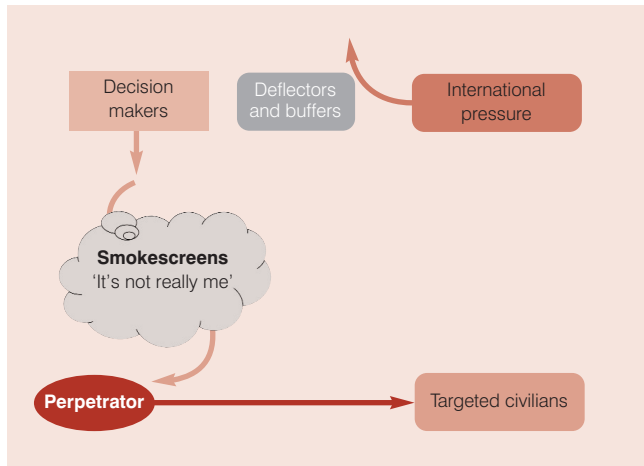 Decision
makers
Deflectors
and buffers
International
pressure
Smokescreens
‘It's not really me’
Perpetrator
Targeted civilians